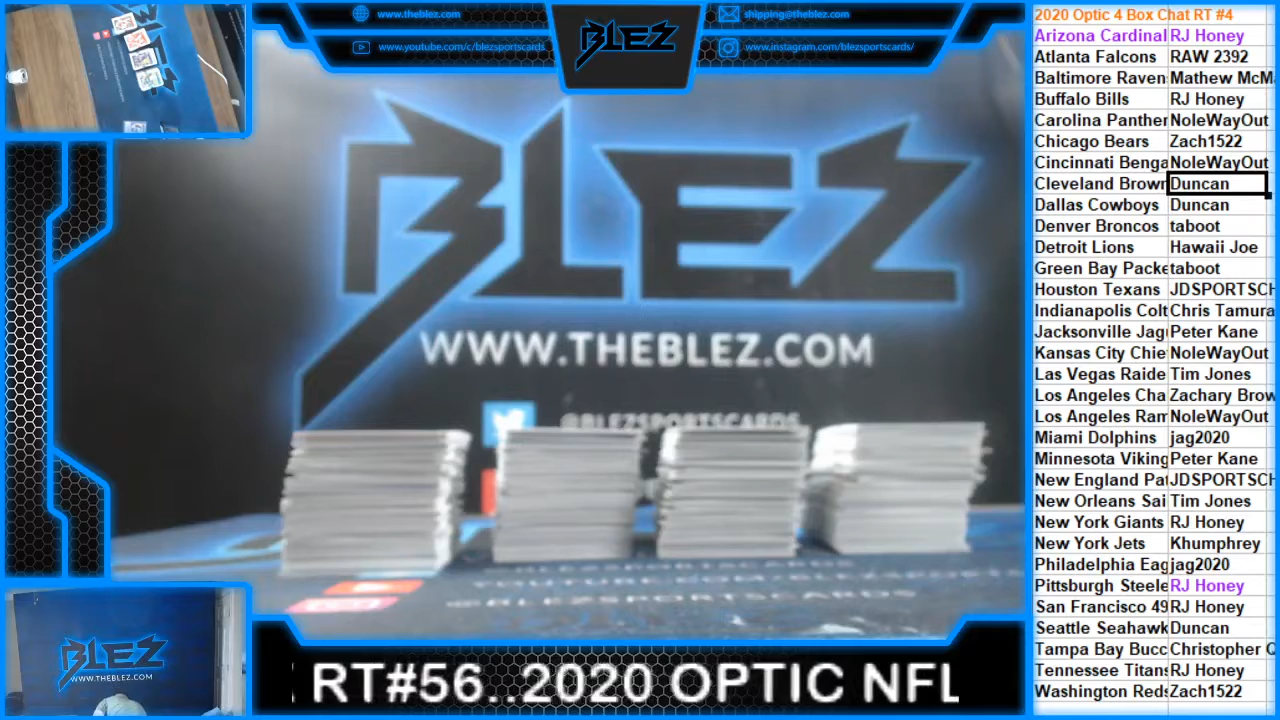 www.theblez.com
shipping@theblez.com
www.youtube.com/c/blezsportscards
www.instagram.com/blezsportscards/
BLEZ
BLEZ
WWW.THEBLEZ.COM
@BLEZSPORTSCARDS
YOUTUBE.COM/BLEZSPORTSCARDS
@BLEZSPORTSCARDS
BLEZ
WWW.THEBLEZ.COM
RT#56..2020 OPTIC NFL
2020 Optic 4 Box Chat RT #4
Arizona Cardinal RJ Honey
Atlanta Falcons RAW 2392
Baltimore Raven Mathew McM
Buffalo Bills RJ Honey
Carolina Panther NoleWayOut
Chicago Bears Zach1522
Cincinnati Benga NoleWayOut
Cleveland Brown Duncan
Dallas Cowboys Duncan
Denver Broncos taboot
Detroit Lions Hawaii Joe
Green Bay Packe taboot
Houston Texans JDSPORTSCH
Indianapolis Colt Chris Tamura
Jacksonville Jag Peter Kane
Kansas City Chie NoleWayOut
Las Vegas Raide Tim Jones
Los Angeles Cha Zachary Brow
Los Angeles Ram NoleWayOut
Miami Dolphins jag2020
Minnesota Viking Peter Kane
New England Pat JDSPORTSCH
New Orleans Sai Tim Jones
New York Giants RJ Honey
New York Jets Khumphrey
Philadelphia Eag jag2020
Pittsburgh Steele RJ Honey
San Francisco 49 RJ Honey
Seattle Seahawk Duncan
Tampa Bay Bucc Christopher Q
Tennessee Titans RJ Honey
Washington Reds Zach1522